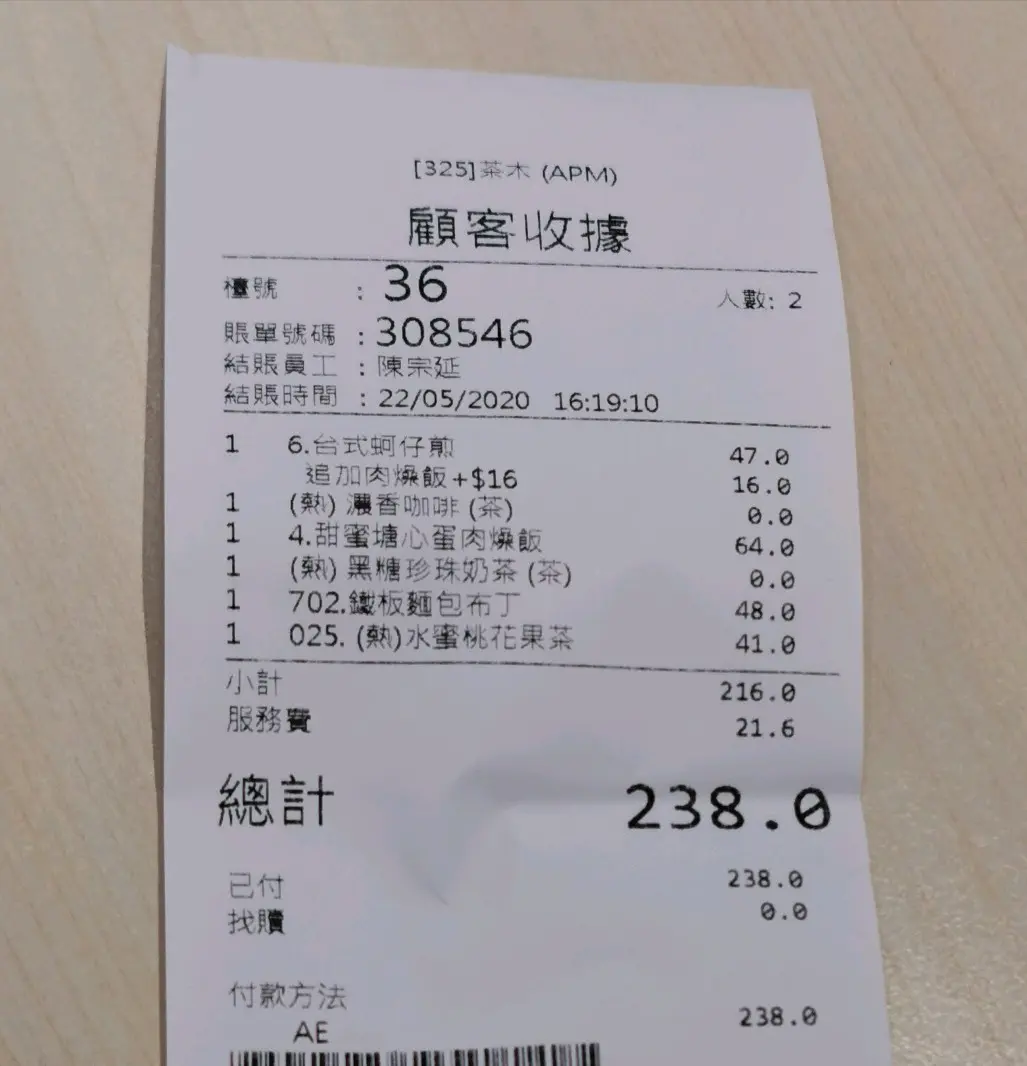 [325]茶木 (APM)
顧客收據
檯號 : 36 人數: 2
賬單號碼 : 308546
結賬員工 : 陳宗延
結賬時間 : 22/05/2020 16:19:10
1 6.台式蚵仔煎 47.0
追加肉燥飯+$16 16.0
1 (熱) 濃香咖啡 (茶) 0.0
1 4.甜蜜塘心蛋肉燥飯 64.0
1 (熱) 黑糖珍珠奶茶 (茶) 0.0
1 702.鐵板麵包布丁 48.0
1 025. (熱)水蜜桃花果茶 41.0
小計 216.0
服務費 21.6
總計 238.0
已付 238.0
找贖 0.0
付款方法
AE 238.0